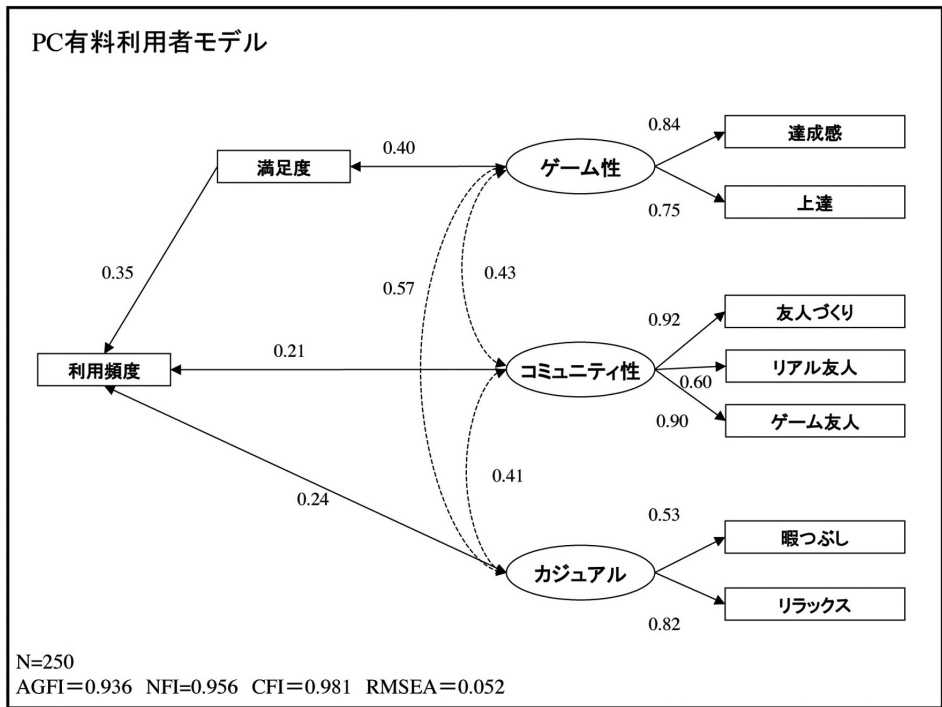 PC有料利用者モデル
0.84
達成感
0.40
満足度
ゲーム性
0.75
上達
0.35
0.57
0.43
0.92
友人づくり
0.21
利用頻度
コミュニティ性
リアル友人
0.60
0.90
ゲーム友人
0.41
0.24
0.53
暇つぶし
カジュアル
リラックス
0.82
N=250
AGFI=0.936 NFI=0.956 CFI=0.981 RMSEA=0.052